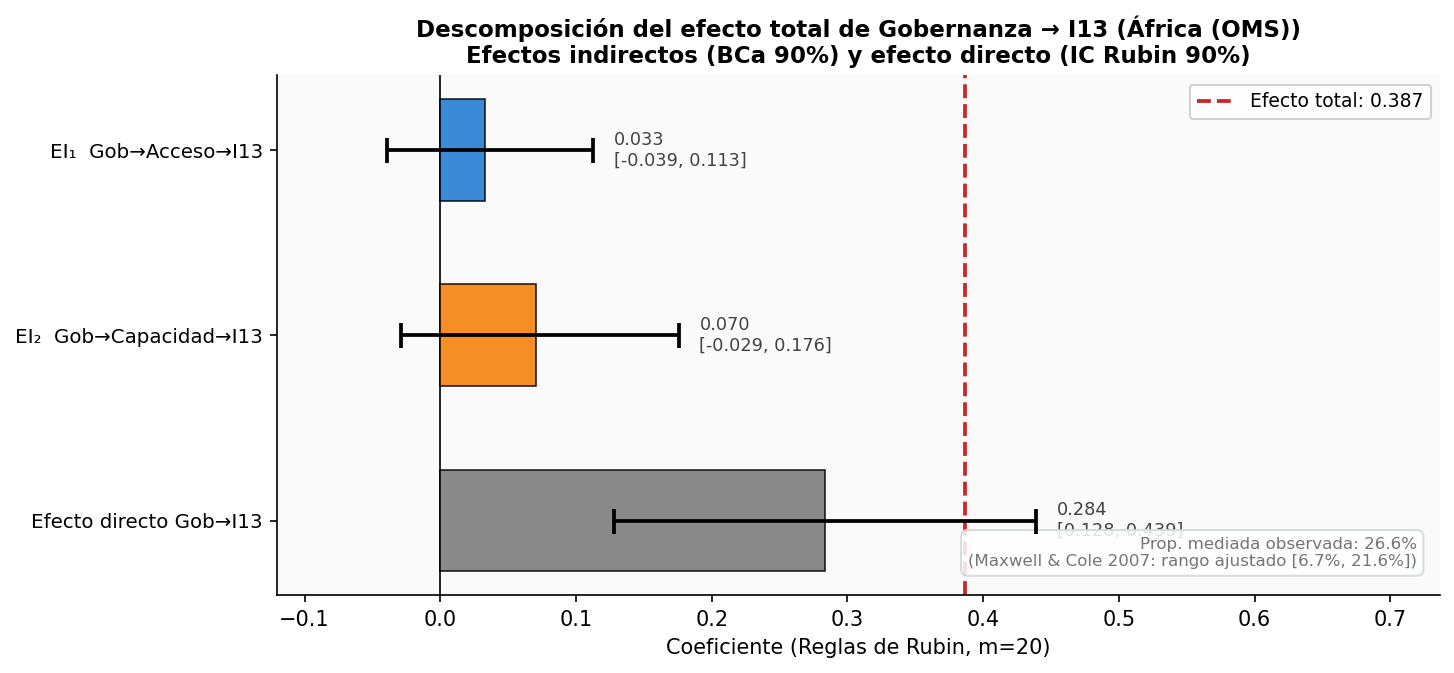 Descomposición del efecto total de Gobernanza → I13 (África (OMS))
Efectos indirectos (BCa 90%) y efecto directo (IC Rubin 90%)
Efecto total: 0.387
EI₁ Gob→Acceso→I13
0.033
[-0.039, 0.113]
EI₂ Gob→Capacidad→I13
0.070
[-0.029, 0.176]
Efecto directo Gob→I13
0.284
[0.128, 0.439]
Prop. mediada observada: 26.6%
(Maxwell & Cole 2007: rango ajustado [6.7%, 21.6%])
−0.1 0.0 0.1 0.2 0.3 0.4 0.5 0.6 0.7
Coeficiente (Reglas de Rubin, m=20)